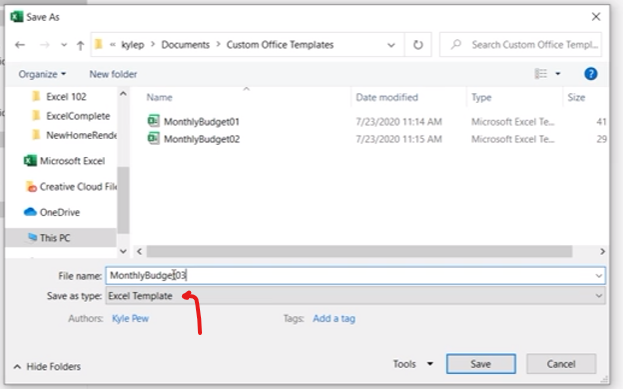 Save As
« kylep > Documents > Custom Office Templates
Search Custom Office Templ...
Organize
New folder
Name
Date modified
Type
Size
Excel 102
ExcelComplete
NewHomeRende
Microsoft Excel
Creative Cloud File
OneDrive
This PC
MonthlyBudget01 7/23/2020 11:14 AM Microsoft Excel Te... 41
MonthlyBudget02 7/23/2020 11:15 AM Microsoft Excel Te... 29
File name: MonthlyBudget03
Save as type: Excel Template
Authors: Kyle Pew
Tags: Add a tag
Hide Folders
Tools
Save
Cancel